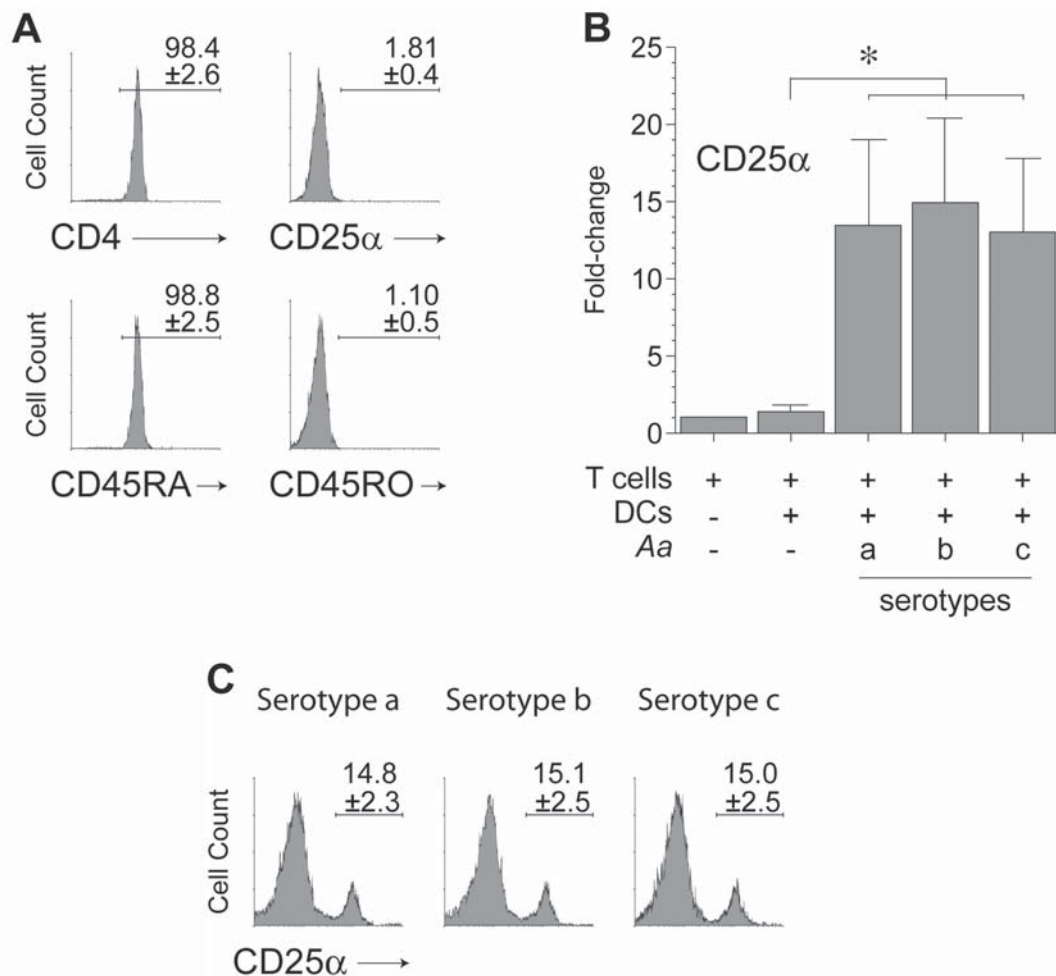 A
98.4
±2.6
Cell Count
CD4
1.81
±0.4
CD25α
98.8
±2.5
Cell Count
CD45RA
1.10
±0.5
CD45RO
B
25
20
15
10
5
0
Fold-change
*
CD25α
T cells + + + + +
DCs - + + + +
Aa - - a b c
serotypes
C
Serotype a Serotype b Serotype c
14.8
±2.3
15.1
±2.5
15.0
±2.5
Cell Count
CD25α